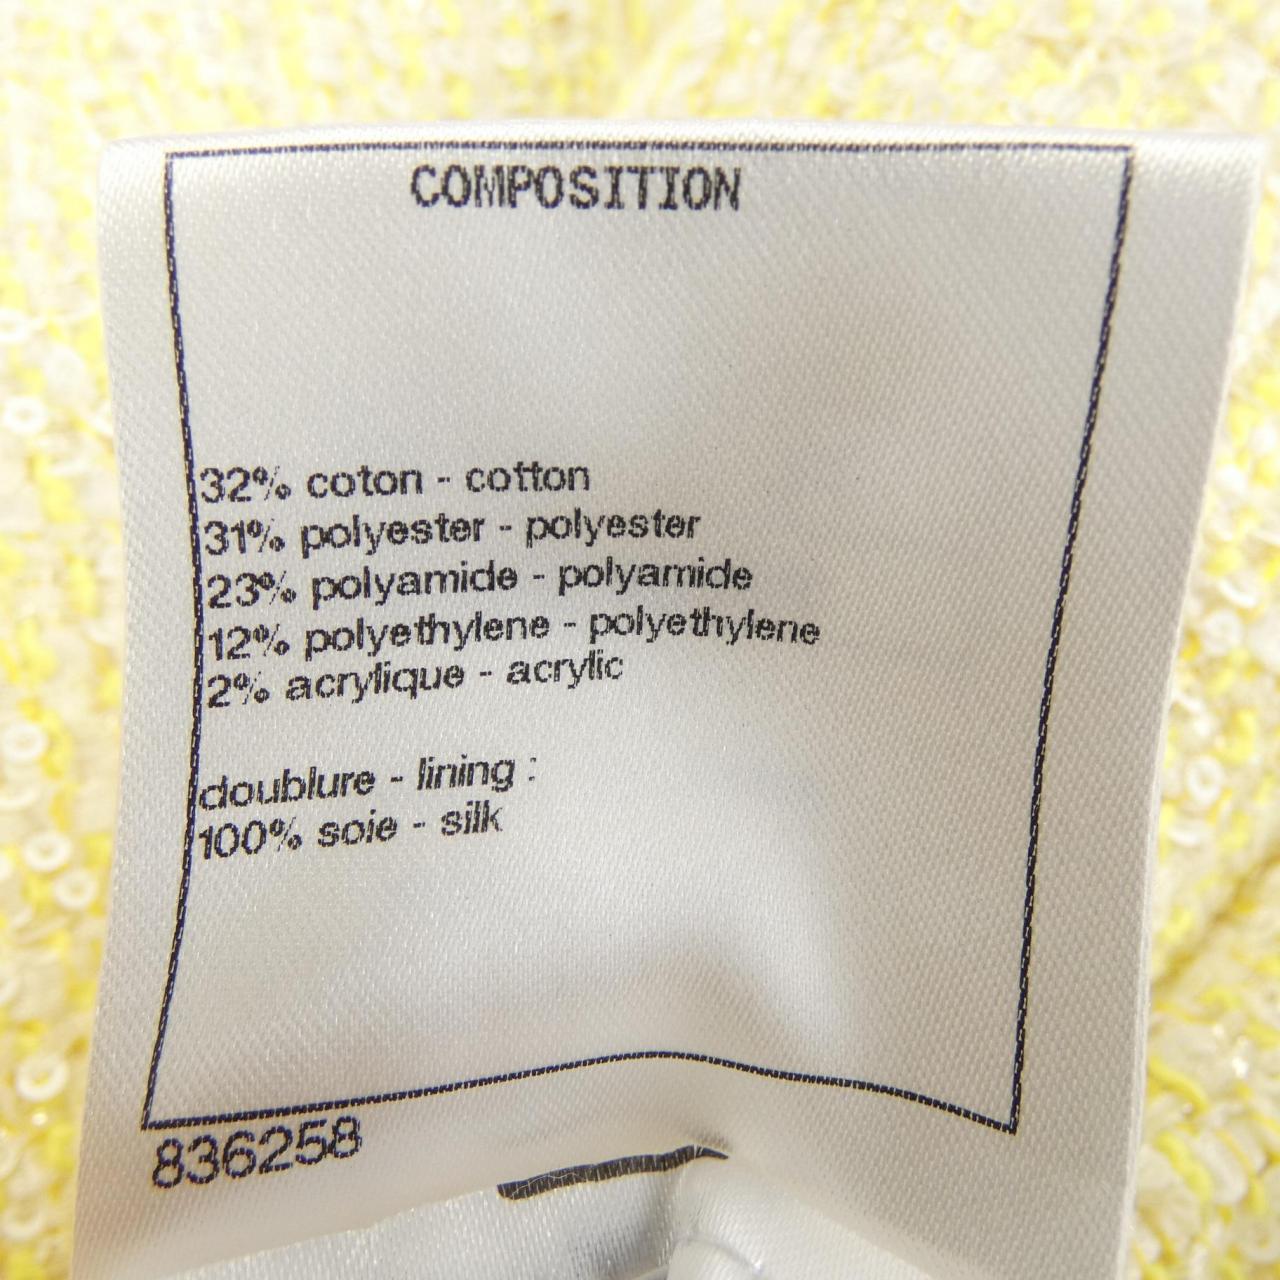 COMPOSITION
32% coton - cotton
31% polyester - polyester
23% polyamide - polyamide
12% polyethylene - polyethylene
2% acrylique - acrylic
doublure - lining :
100% soie - silk
836258